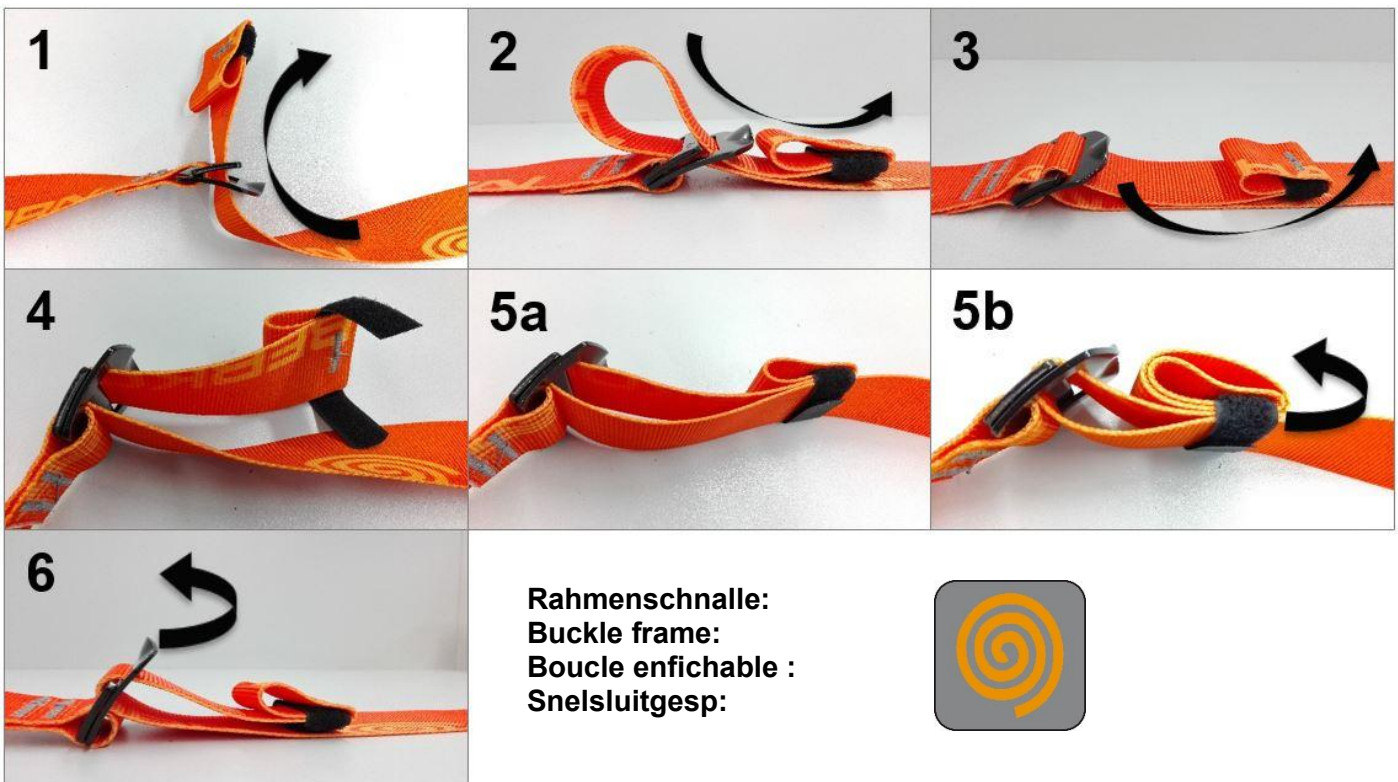 1
2
3
4
5a
5b
6
Rahmenschnalle:
Buckle frame:
Boucle enfichable :
Snelsluitgesp: